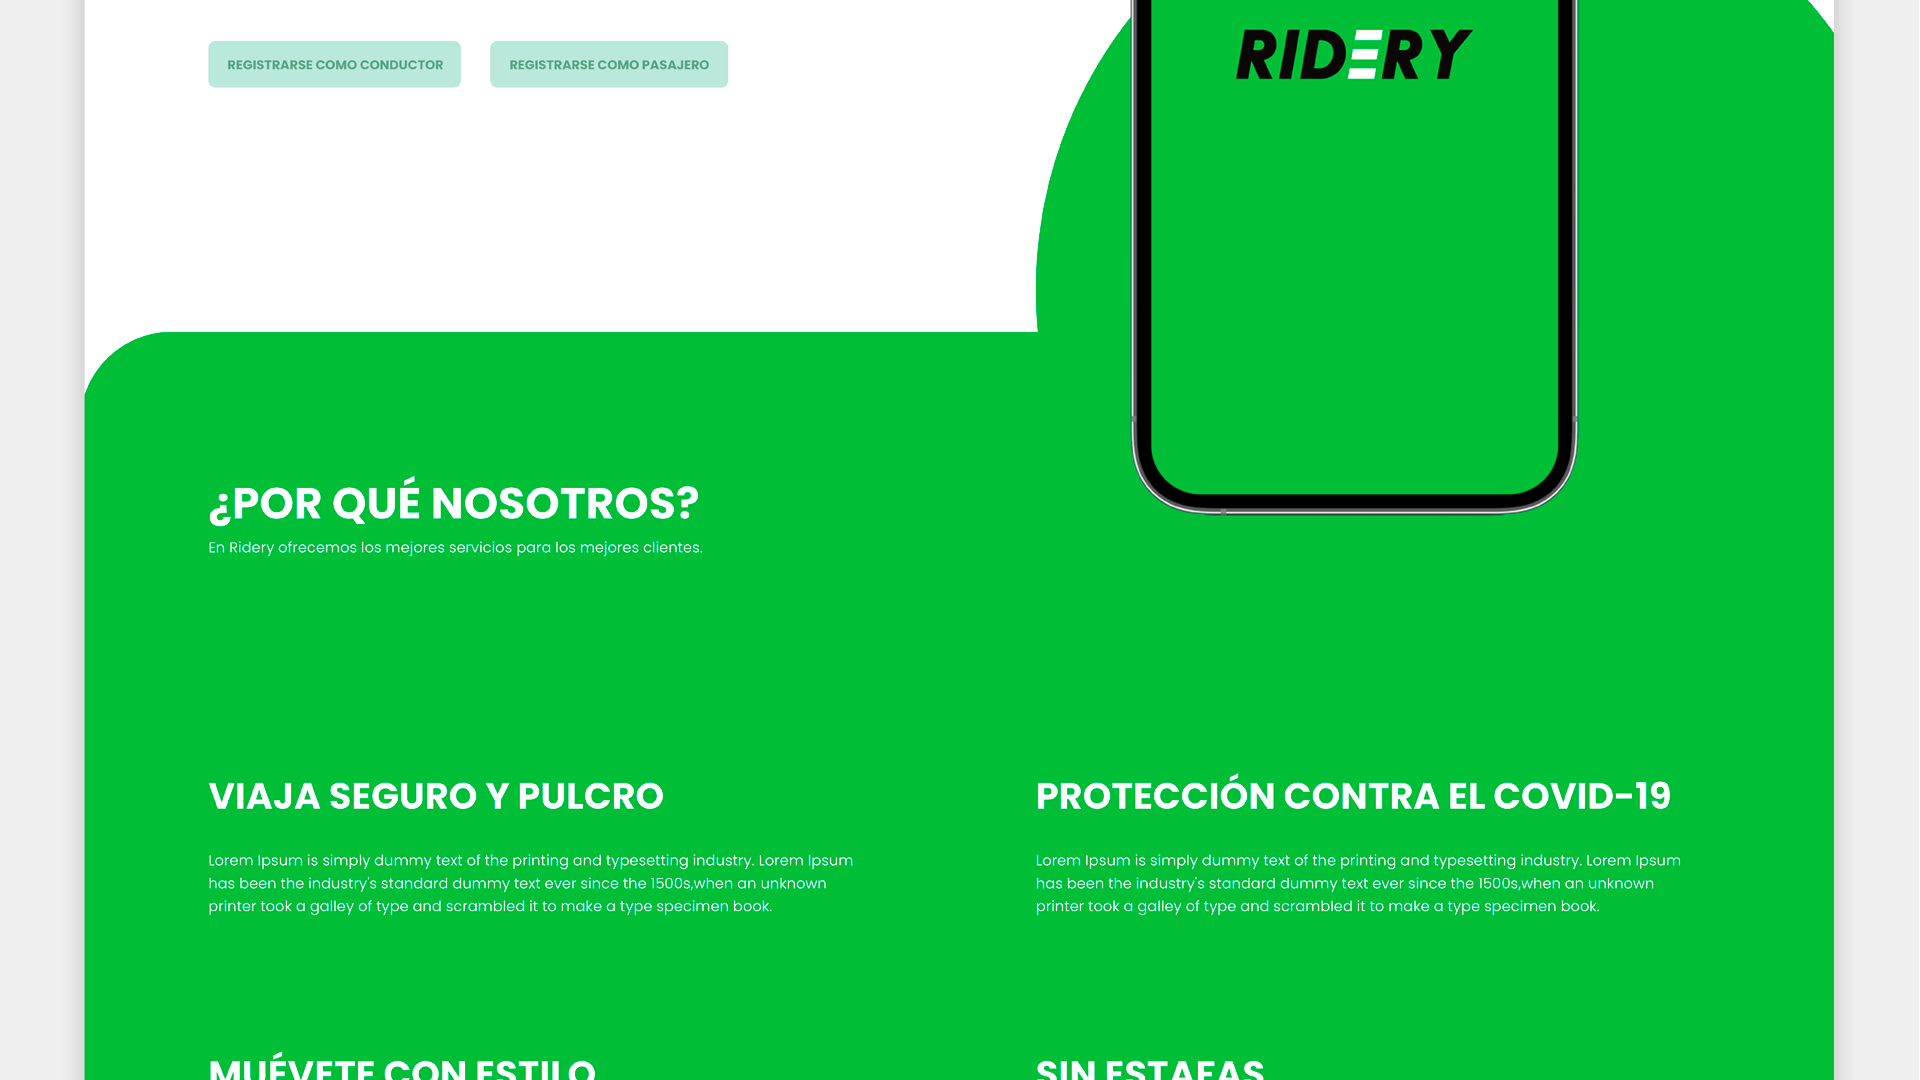 REGISTRARSE COMO CONDUCTOR
REGISTRARSE COMO PASAJERO
RIDERY
¿POR QUÉ NOSOTROS?
En Ridery ofrecemos los mejores servicios para los mejores clientes.
VIAJA SEGURO Y PULCRO
Lorem Ipsum is simply dummy text of the printing and typesetting industry. Lorem Ipsum
has been the industry's standard dummy text ever since the 1500s,when an unknown
printer took a galley of type and scrambled it to make a type specimen book.
PROTECCIÓN CONTRA EL COVID-19
Lorem Ipsum is simply dummy text of the printing and typesetting industry. Lorem Ipsum
has been the industry's standard dummy text ever since the 1500s,when an unknown
printer took a galley of type and scrambled it to make a type specimen book.
MUÉVETE CON ESTILO
SIN ESTAFAS